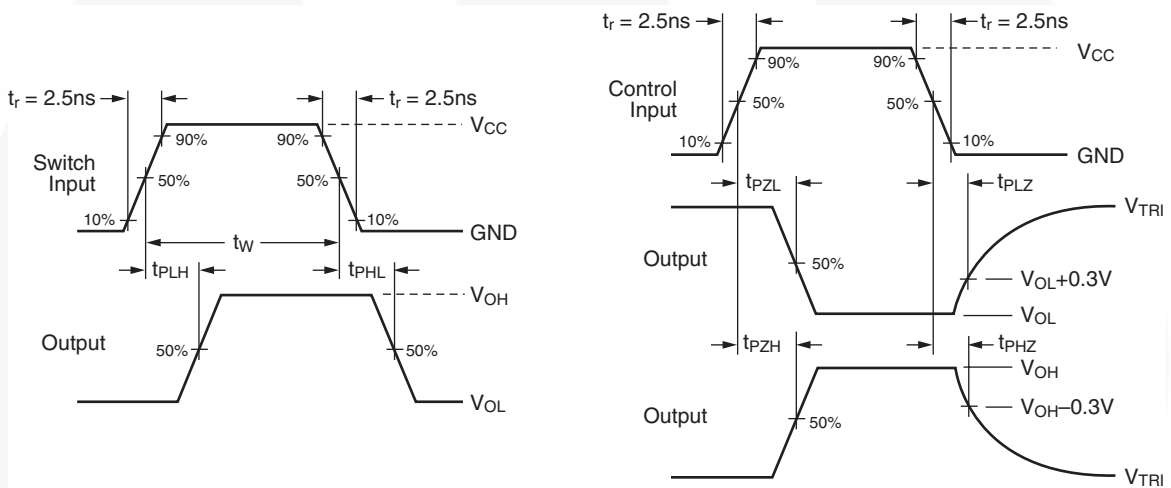 tr = 2.5ns
tr = 2.5ns
VCC
90%
90%
Switch
Input
50%
50%
10%
10%
GND
tW
tPLH
tPHL
VOH
Output
50%
50%
VOL
tr = 2.5ns
tr = 2.5ns
VCC
90%
90%
Control
Input
50%
50%
10%
10%
GND
tPZL
tPLZ
VTRI
Output
50%
VOL+0.3V
VOL
tPZH
tPHZ
VOH
VOH–0.3V
Output
50%
VTRI